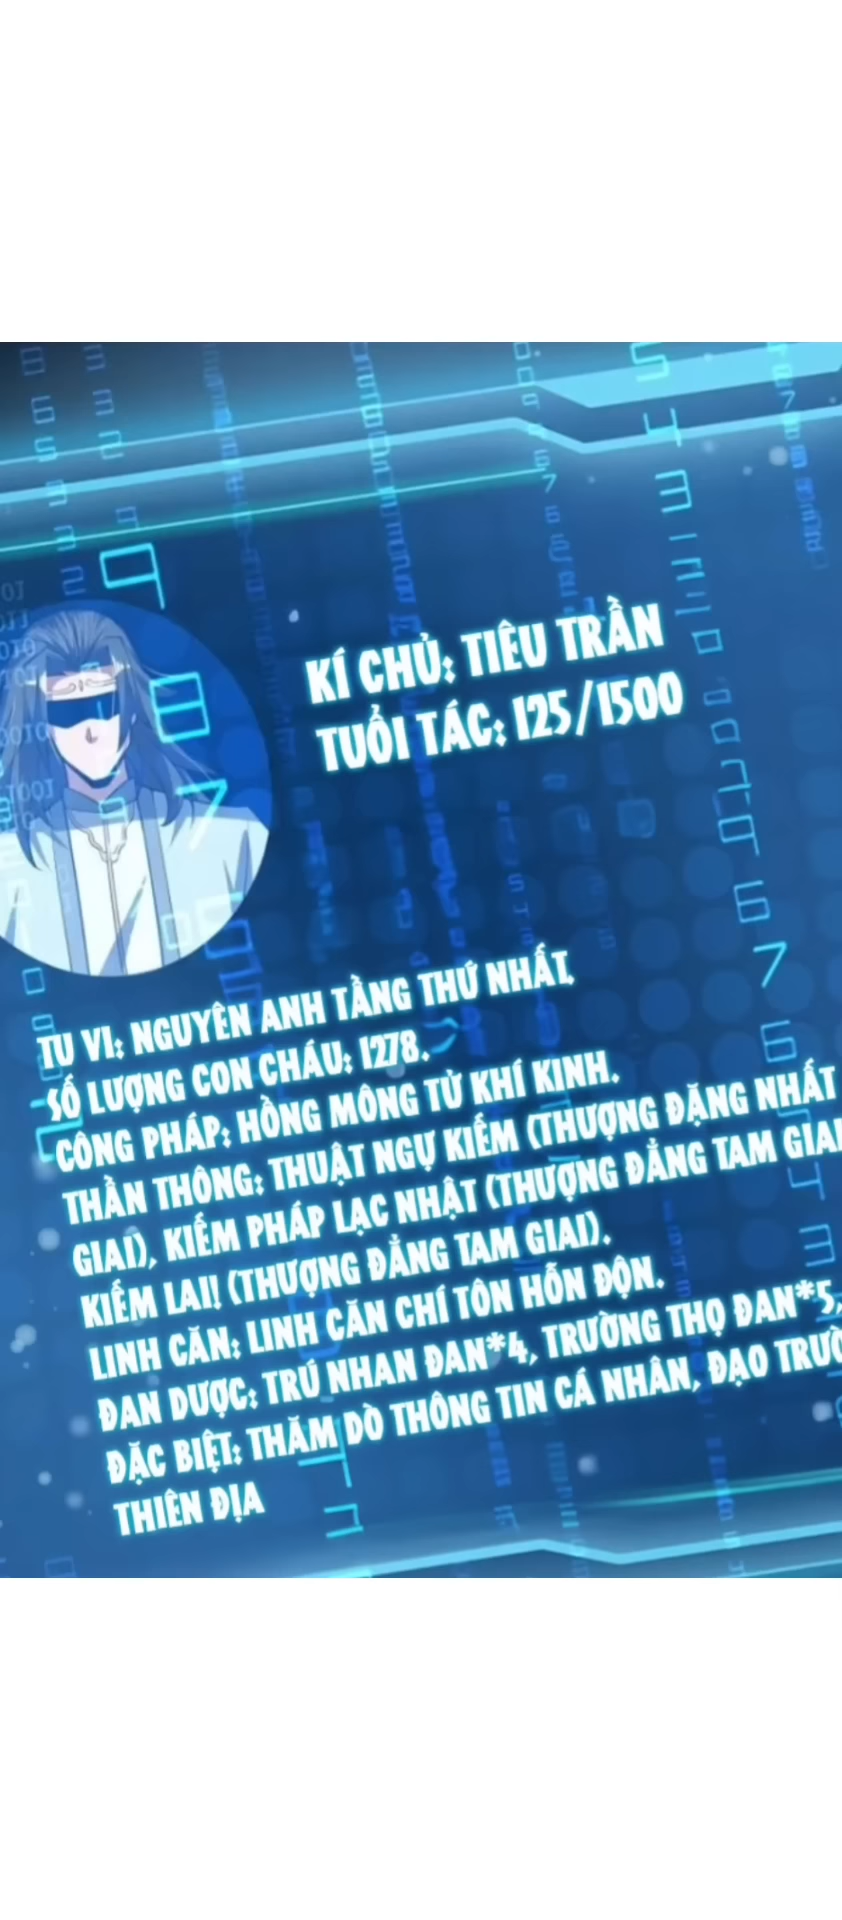 KÍ CHỦ: TIÊU TRẦN
TUỔI TÁC: 125/1500
TU VI: NGUYÊN ANH TẦNG THỨ NHẤT.
SỐ LƯỢNG CON CHÁU: 1278.
CÔNG PHÁP: HỒNG MÔNG TỬ KHÍ KINH.
THẦN THÔNG: THUẬT NGỰ KIẾM (THƯỢNG ĐẶNG NHẤT
GIAI), KIẾM PHÁP LẠC NHẬT (THƯỢNG ĐẲNG TAM GIAI
KIẾM LAI! (THƯỢNG ĐẲNG TAM GIAI).
LINH CĂN: LINH CĂN CHÍ TÔN HỖN ĐỘN.
ĐAN DƯỢC: TRÚ NHAN ĐAN*4, TRƯỜNG THỌ ĐAN*5,
ĐẶC BIỆT: THĂM DÒ THÔNG TIN CÁ NHÂN, ĐẠO
THIÊN ĐỊA